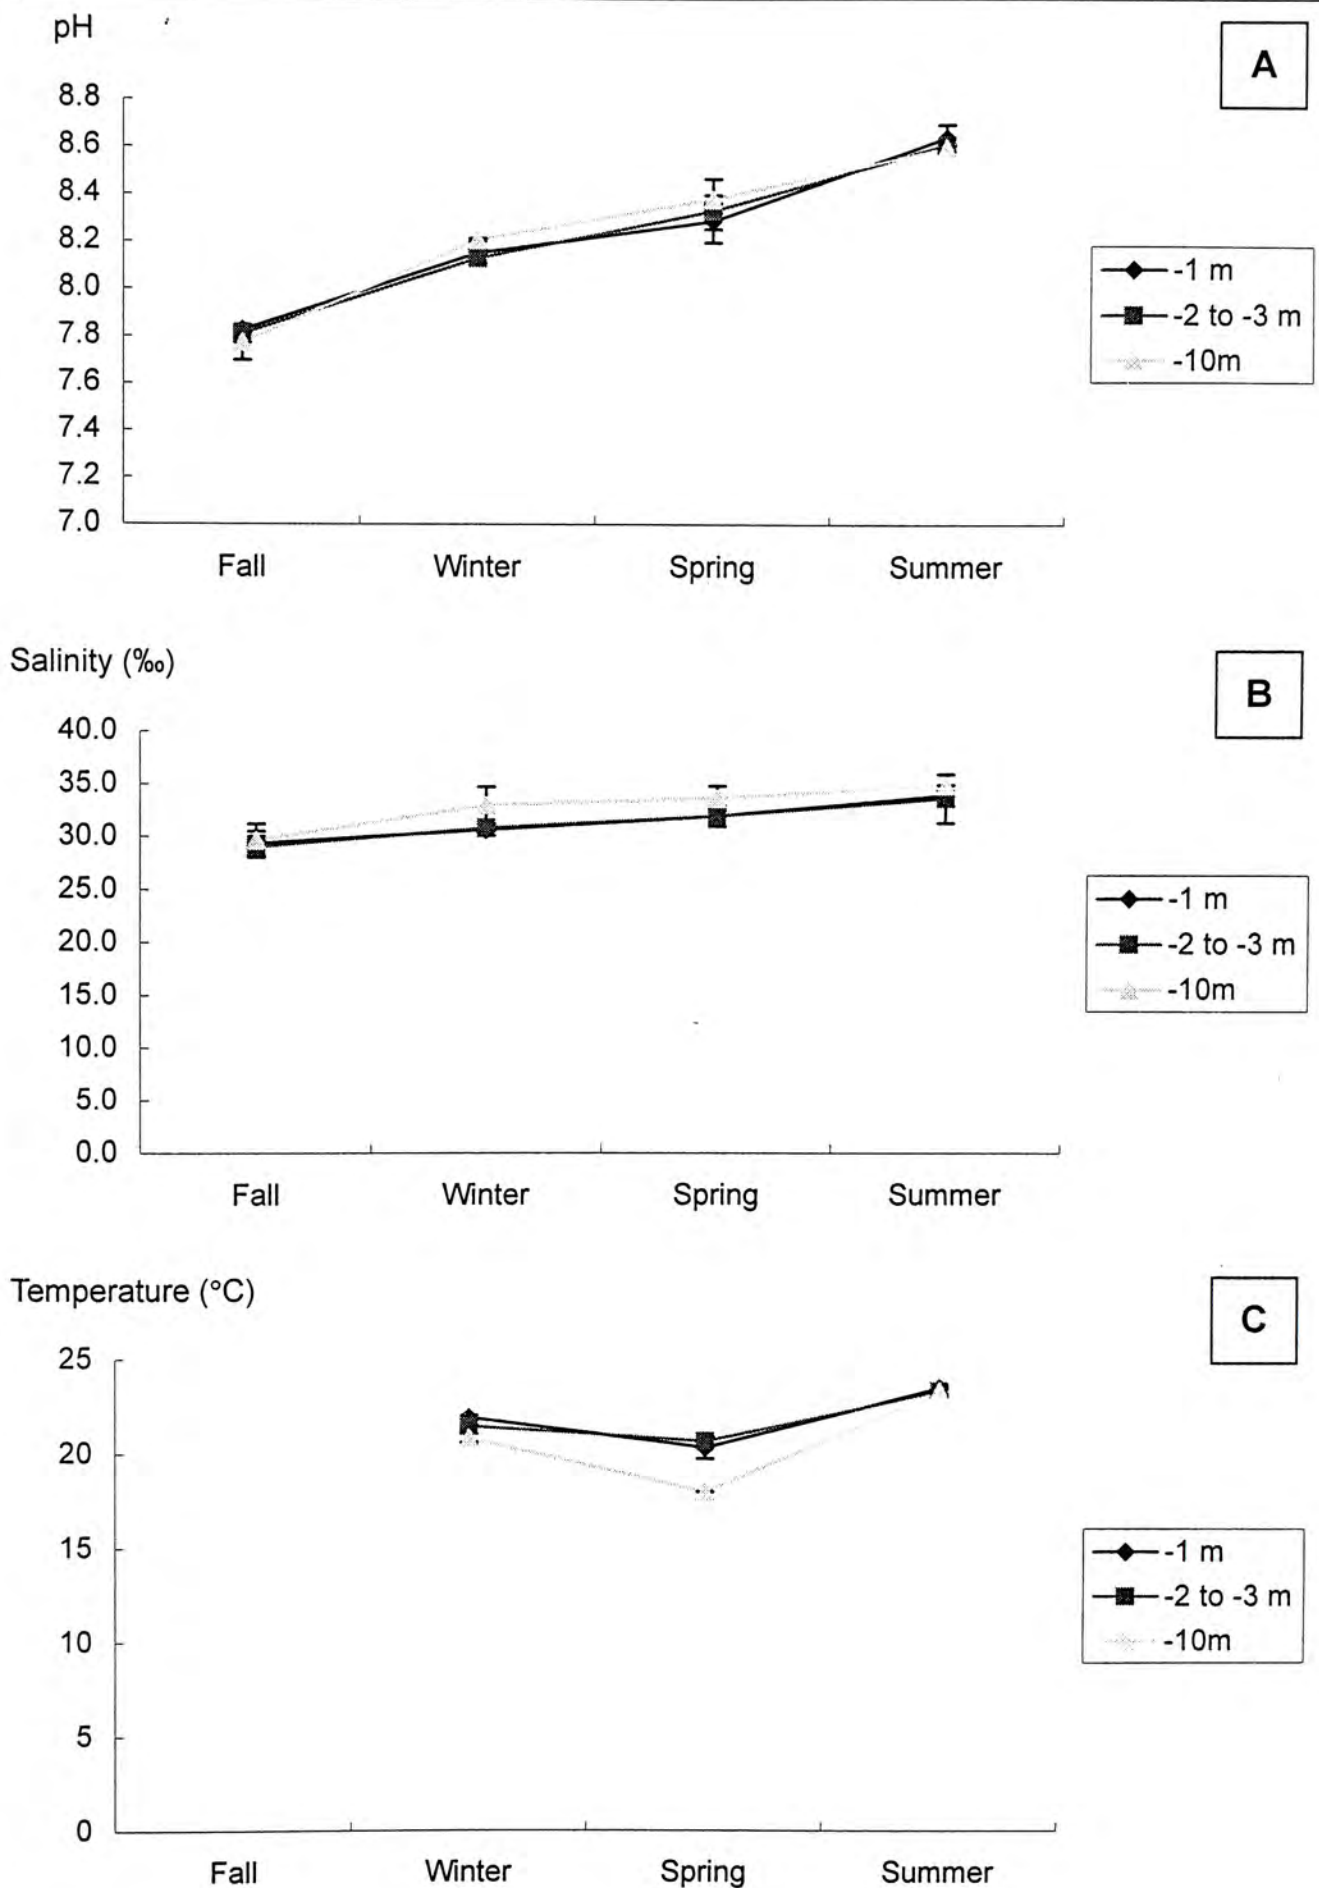 pH
A
8.8
8.6
8.4
8.2
8.0
7.8
7.6
7.4
7.2
7.0
Fall Winter Spring Summer
-1 m
-2 to -3 m
-10m
Salinity (‰)
B
40.0
35.0
30.0
25.0
20.0
15.0
10.0
5.0
0.0
Fall Winter Spring Summer
-1 m
-2 to -3 m
-10m
Temperature (°C)
C
25
20
15
10
5
0
Fall Winter Spring Summer
-1 m
-2 to -3 m
-10m